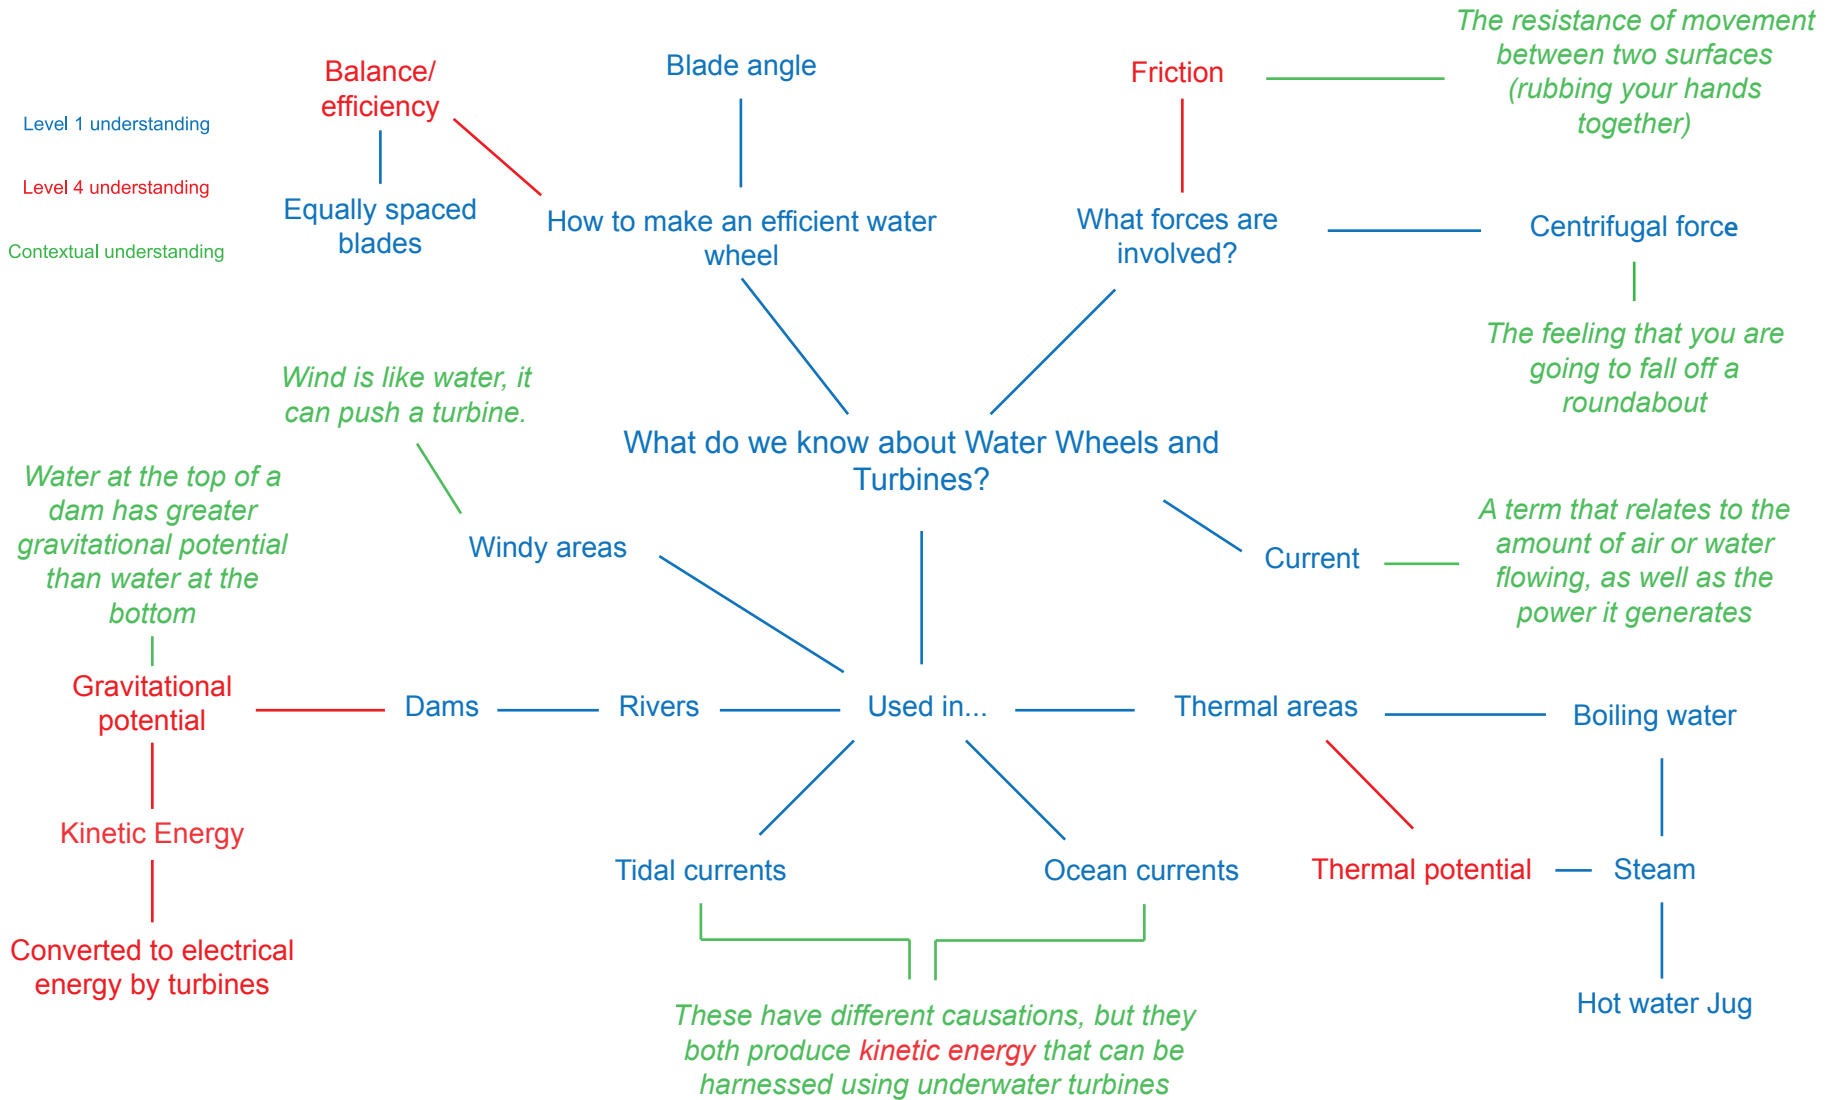 The resistance of movement
between two surfaces
(rubbing your hands
together)
Balance/
efficiency
Blade angle
Friction
Level 1 understanding
Level 4 understanding
Contextual understanding
Equally spaced
blades
How to make an efficient water
wheel
What forces are
involved?
Centrifugal force
The feeling that you are
going to fall off a
roundabout
Wind is like water, it
can push a turbine.
What do we know about Water Wheels and
Turbines?
Water at the top of a
dam has greater
gravitational potential
than water at the
bottom
Windy areas
Current
A term that relates to the
amount of air or water
flowing, as well as the
power it generates
Gravitational
potential
Dams
Rivers
Used in...
Thermal areas
Boiling water
Kinetic Energy
Tidal currents
Ocean currents
Thermal potential
Steam
Converted to electrical
energy by turbines
Hot water Jug
These have different causations, but they
both produce kinetic energy that can be
harnessed using underwater turbines